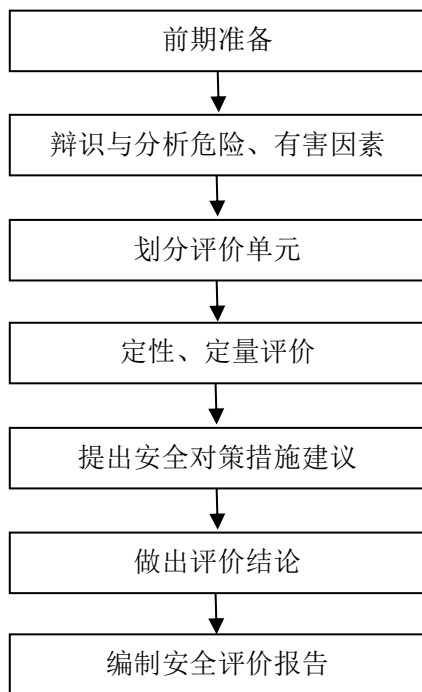 前期准备
辩识与分析危险、有害因素
划分评价单元
定性、定量评价
提出安全对策措施建议
做出评价结论
编制安全评价报告